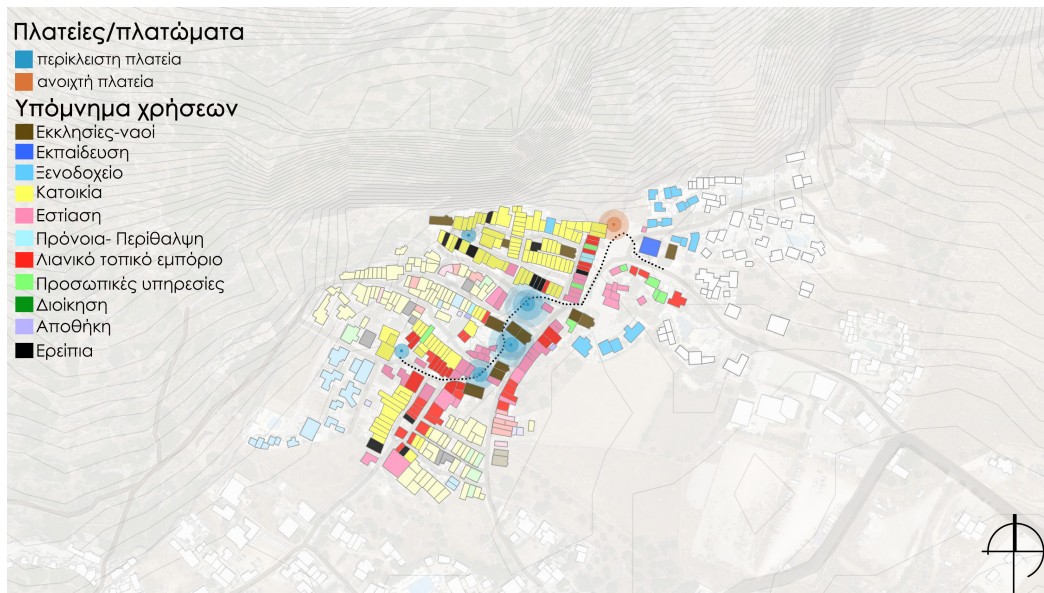 Πλατείες/πλατώματα
περίκλειστη πλατεία
ανοιχτή πλατεία
Υπόμνημα χρήσεων
Εκκλησίες-ναοί
Εκπαίδευση
Ξενοδοχείο
Κατοικία
Εστίαση
Πρόνοια- Περίθαλψη
Λιανικό τοπικό εμπόριο
Προσωπικές υπηρεσίες
Διοίκηση
Αποθήκη
Ερείπια